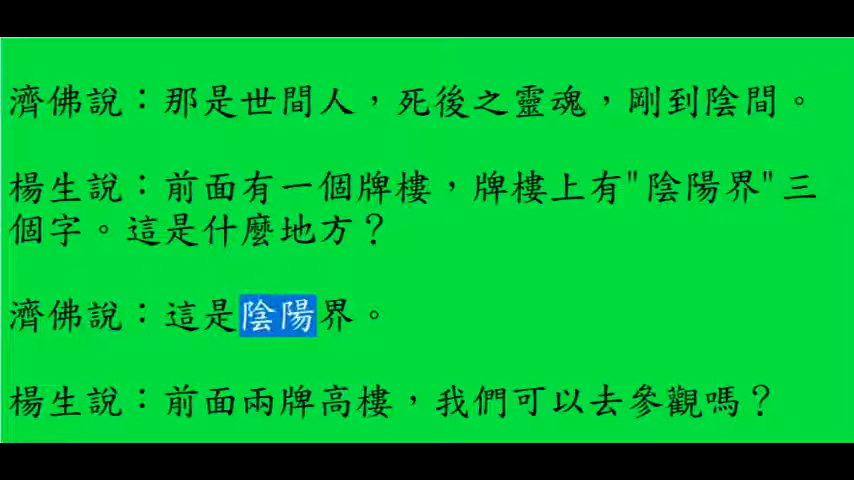 濟佛說：那是世間人，死後之靈魂，剛到陰間。
楊生說：前面有一個牌樓，牌樓上有"陰陽界"三
個字。這是什麼地方？
濟佛說：這是陰陽界。
楊生說：前面兩牌高樓，我們可以去參觀嗎？